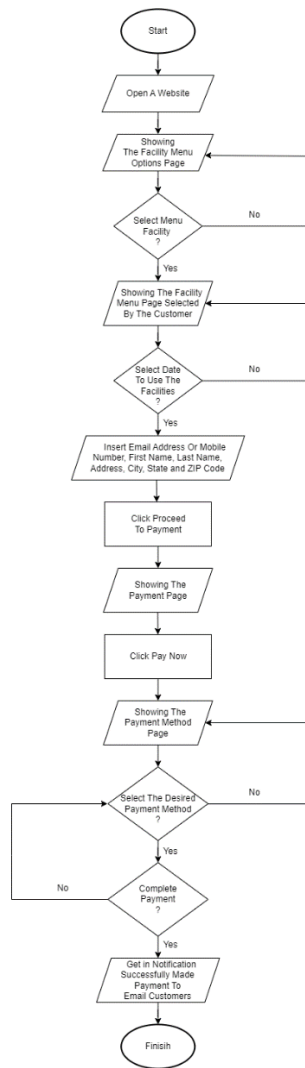 Start
Open A Website
Showing
The Facility Menu
Options Page
Select Menu
Facility
?
No
Yes
Showing The Facility
Menu Page Selected
By The Customer
Select Date
To Use The
Facilities
?
No
Yes
Insert Email Address Or Mobile
Number, First Name, Last Name,
Address, City, State and ZIP Code
Click Proceed
To Payment
Showing The
Payment Page
Click Pay Now
Showing The
Payment Method
Page
Select The Desired
Payment Method
?
No
Yes
Complete
Payment
?
No
Yes
Get in Notification
Successfully Made
Payment To
Email Customers
Finisih